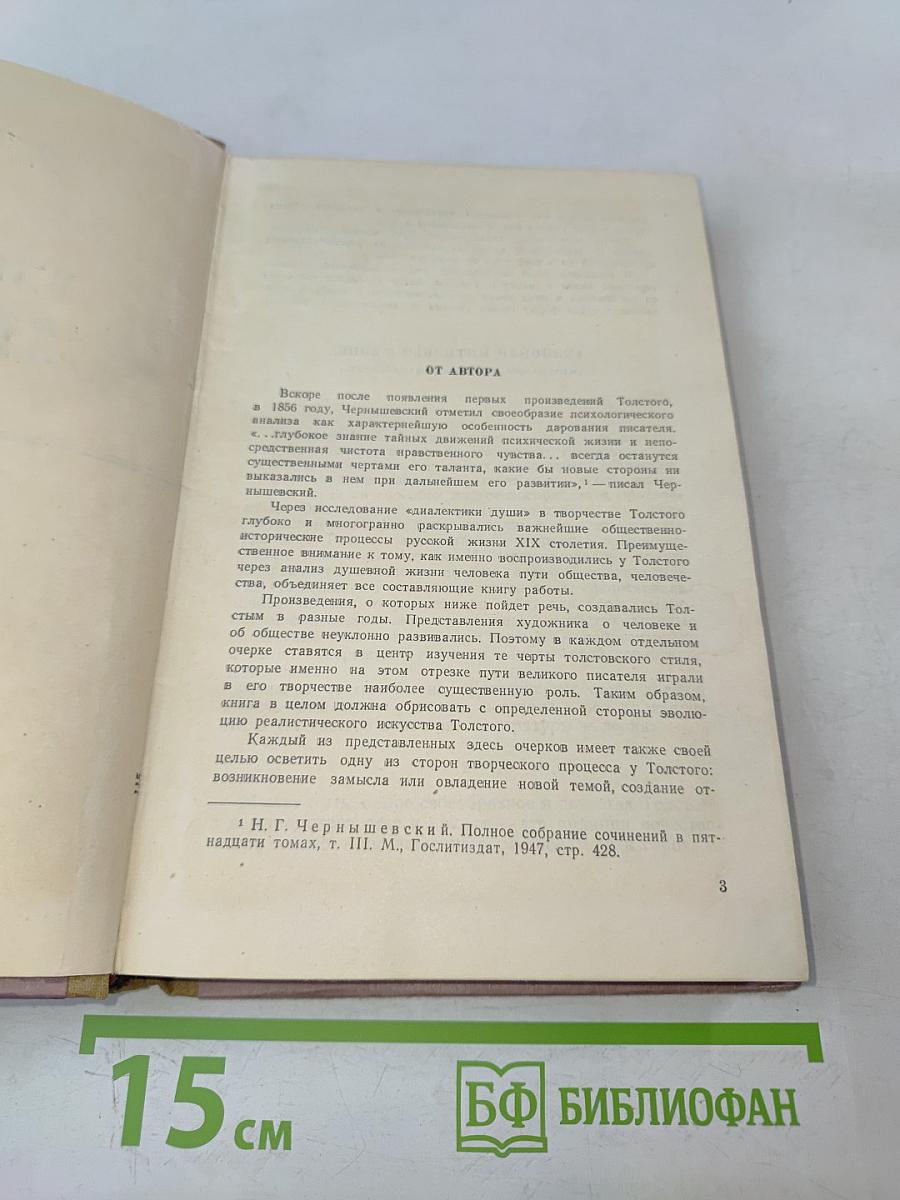 ОТ АВТОРА
Вскоре после появления первых произведений Толстого,
в 1856 году, Чернышевский отметил своеобразие психологического
анализа как характернейшую особенность дарования писателя.
«...глубокое знание тайных движений психической жизни и непо-
средственная чистота нравственного чувства... всегда останутся
существенными чертами его таланта, какие бы новые стороны ни
выказались в нем при дальнейшем его развитии»,¹ — писал Чер-
нышевский.
Через исследование «диалектики души» в творчестве Толстого
глубоко и многогранно раскрывались важнейшие общественно-
исторические процессы русской жизни XIX столетия. Преимуще-
ственное внимание к тому, как именно воспроизводились у Толстого
через анализ душевной жизни человека пути общества, человече-
ства, объединяет все составляющие книгу работы.
Произведения, о которых ниже пойдет речь, создавались Тол-
стым в разные годы. Представления художника о человеке и
об обществе неуклонно развивались. Поэтому в каждом отдельном
очерке ставятся в центр изучения те черты толстовского стиля,
которые именно на этом отрезке пути великого писателя играли
в его творчестве наиболее существенную роль. Таким образом,
книга в целом должна обрисовать с определенной стороны эволю-
цию реалистического искусства Толстого.
Каждый из представленных здесь очерков имеет также своей
целью осветить одну из сторон творческого процесса у Толстого:
возникновение замысла или овладение новой темой, создание от-
¹ Н. Г. Чернышевский. Полное собрание сочинений в пят-
надцати томах, т. III. М., Гослитиздат, 1947, стр. 428.
3
15 см
БФ БИБЛИОФАН